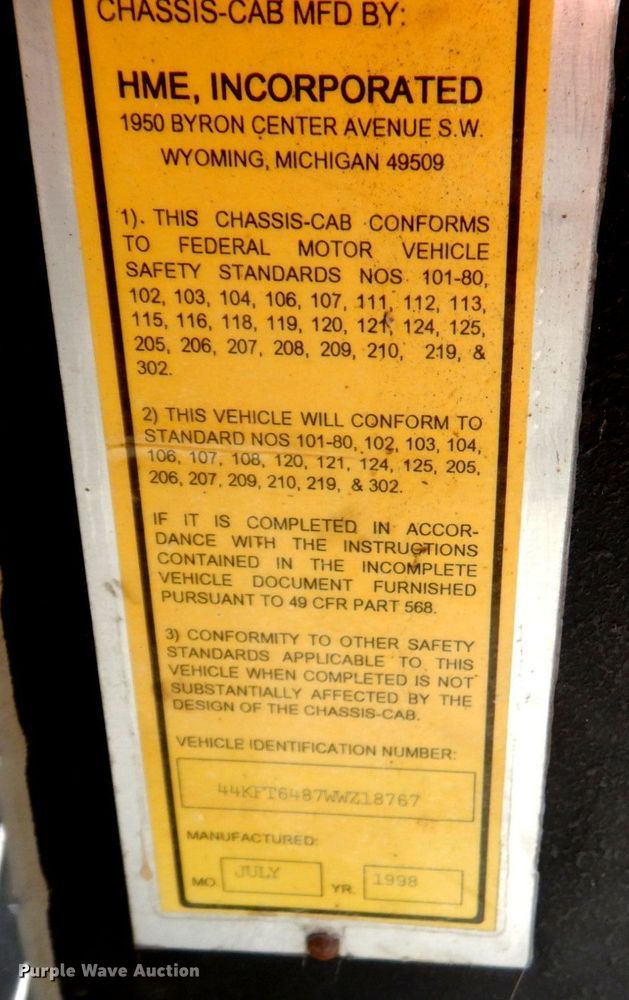 CHASSIS-CAB MFD BY:
HME, INCORPORATED
1950 BYRON CENTER AVENUE S.W.
WYOMING, MICHIGAN 49509
1). THIS CHASSIS-CAB CONFORMS
TO FEDERAL MOTOR VEHICLE
SAFETY STANDARDS NOS 101-80,
102, 103, 104, 106, 107, 111, 112, 113,
115, 116, 118, 119, 120, 121, 124, 125,
205, 206, 207, 208, 209, 210, 219, &
302.
2) THIS VEHICLE WILL CONFORM TO
STANDARD NOS 101-80, 102, 103, 104,
106, 107, 108, 120, 121, 124, 125, 205,
206, 207, 209, 210, 219, & 302.
IF IT IS COMPLETED IN ACCOR-
DANCE WITH THE INSTRUCTIONS
CONTAINED IN THE INCOMPLETE
VEHICLE DOCUMENT FURNISHED
PURSUANT TO 49 CFR PART 568.
3) CONFORMITY TO OTHER SAFETY
STANDARDS APPLICABLE TO THIS
VEHICLE WHEN COMPLETED IS NOT
SUBSTANTIALLY AFFECTED BY THE
DESIGN OF THE CHASSIS-CAB.
VEHICLE IDENTIFICATION NUMBER:
44KFT6487WWZ18767
MANUFACTURED:
MO. JULY YR. 1998
Purple Wave Auction